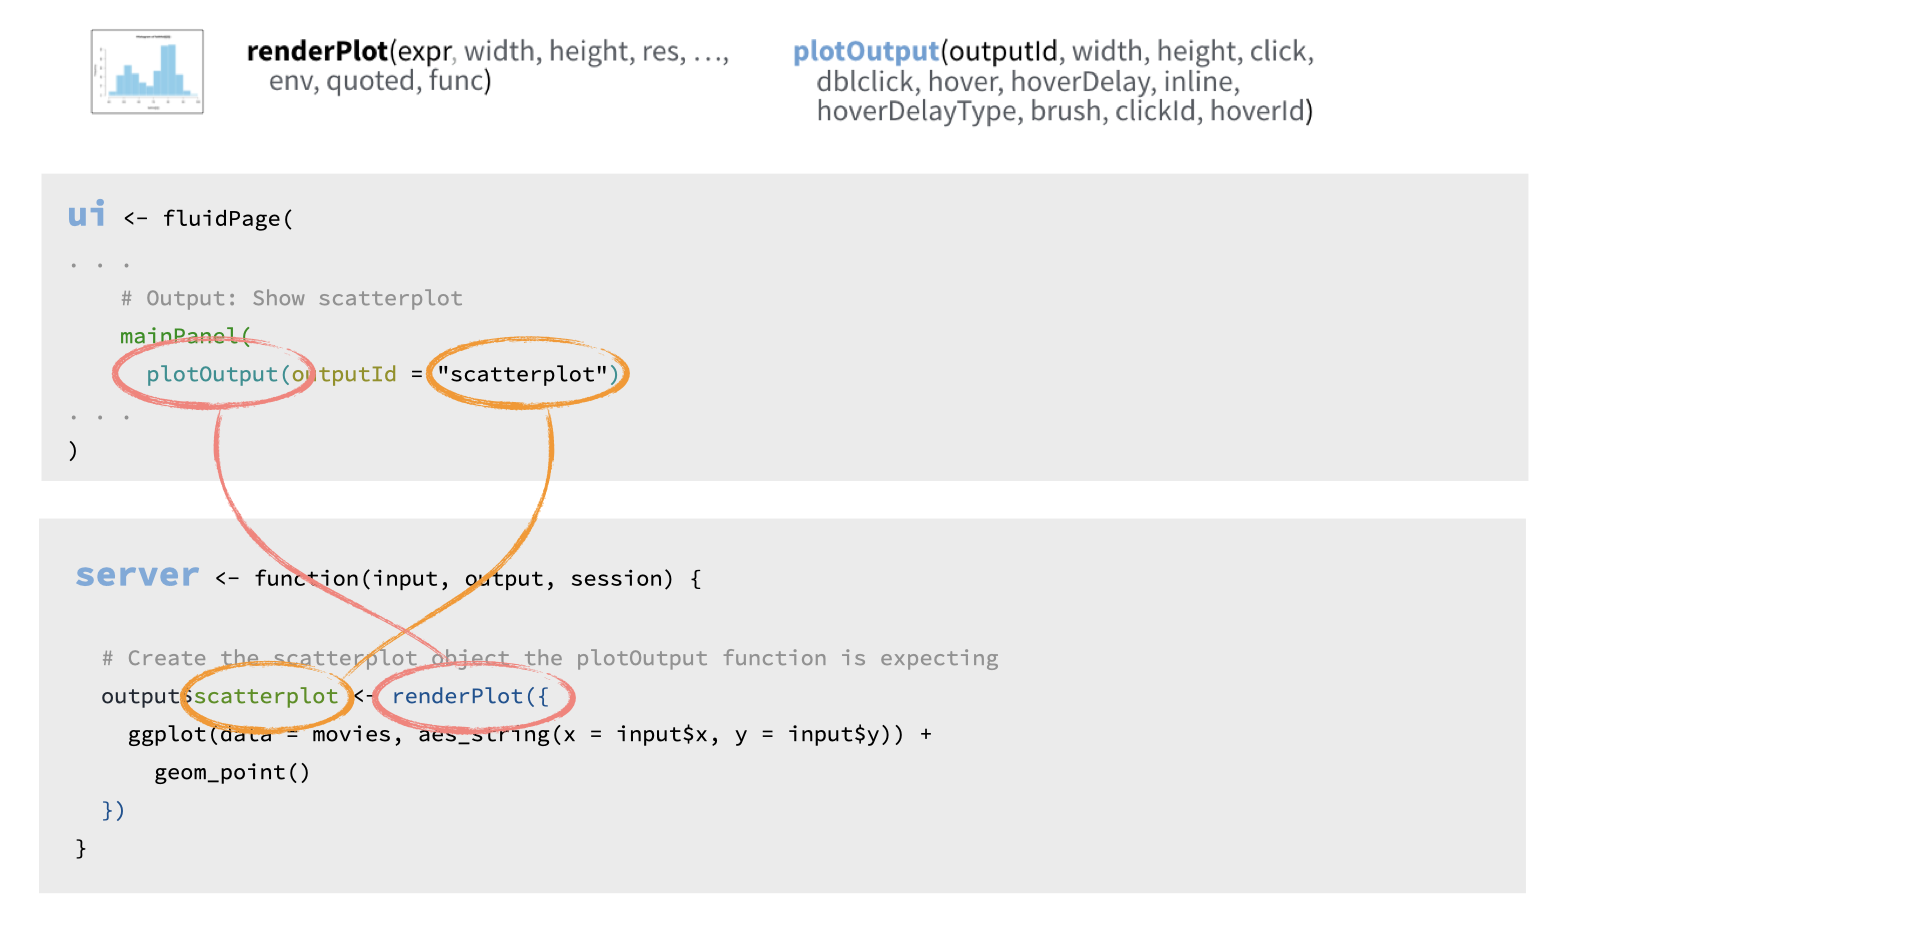 renderPlot(expr, width, height, res, …,
env, quoted, func)
plotOutput(outputId, width, height, click,
dblclick, hover, hoverDelay, inline,
hoverDelayType, brush, clickId, hoverId)
ui <- fluidPage(
. . .
# Output: Show scatterplot
mainPanel(
plotOutput(outputId = "scatterplot")
. . .
)
server <- function(input, output, session) {
# Create the scatterplot object the plotOutput function is expecting
output$scatterplot <- renderPlot({
ggplot(data = movies, aes_string(x = input$x, y = input$y)) +
geom_point()
})
}